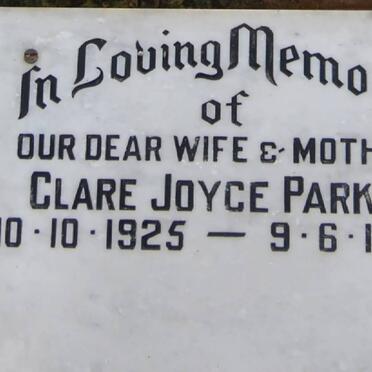 In Loving Memo
of
OUR DEAR WIFE & MOTH
CLARE JOYCE PARK
10·10·1925 — 9·6·1